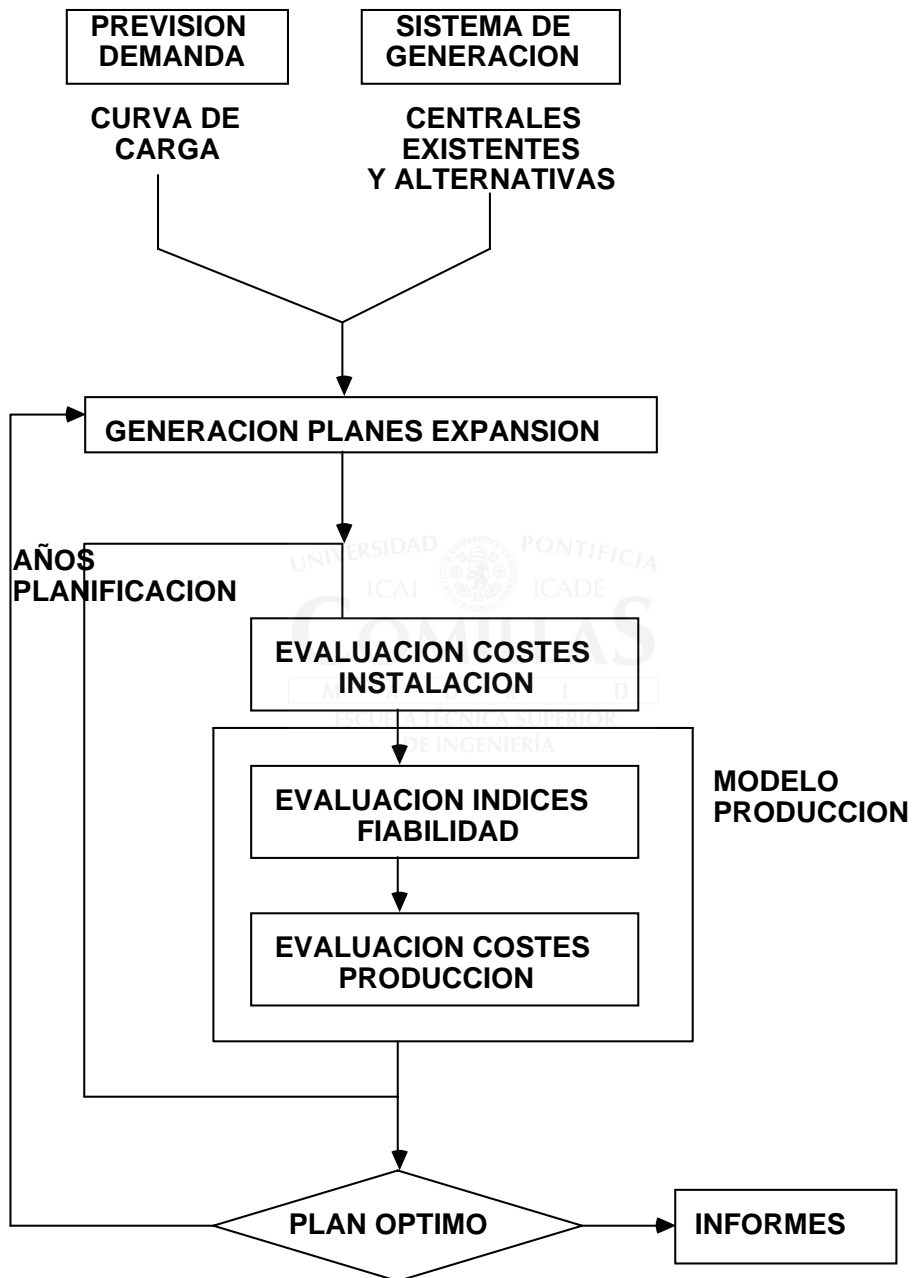 PREVISION
DEMANDA
SISTEMA DE
GENERACION
CURVA DE
CARGA
CENTRALES
EXISTENTES
Y ALTERNATIVAS
GENERACION PLANES EXPANSION
AÑOS
PLANIFICACION
UNIVERSIDAD PONTIFICIA
ICAI ICADE
COMILLAS
M A D R I D
ESCUELA TÉCNICA SUPERIOR
DE INGENIERÍA
EVALUACION COSTES
INSTALACION
EVALUACION INDICES
FIABILIDAD
MODELO
PRODUCCION
EVALUACION COSTES
PRODUCCION
PLAN OPTIMO
INFORMES